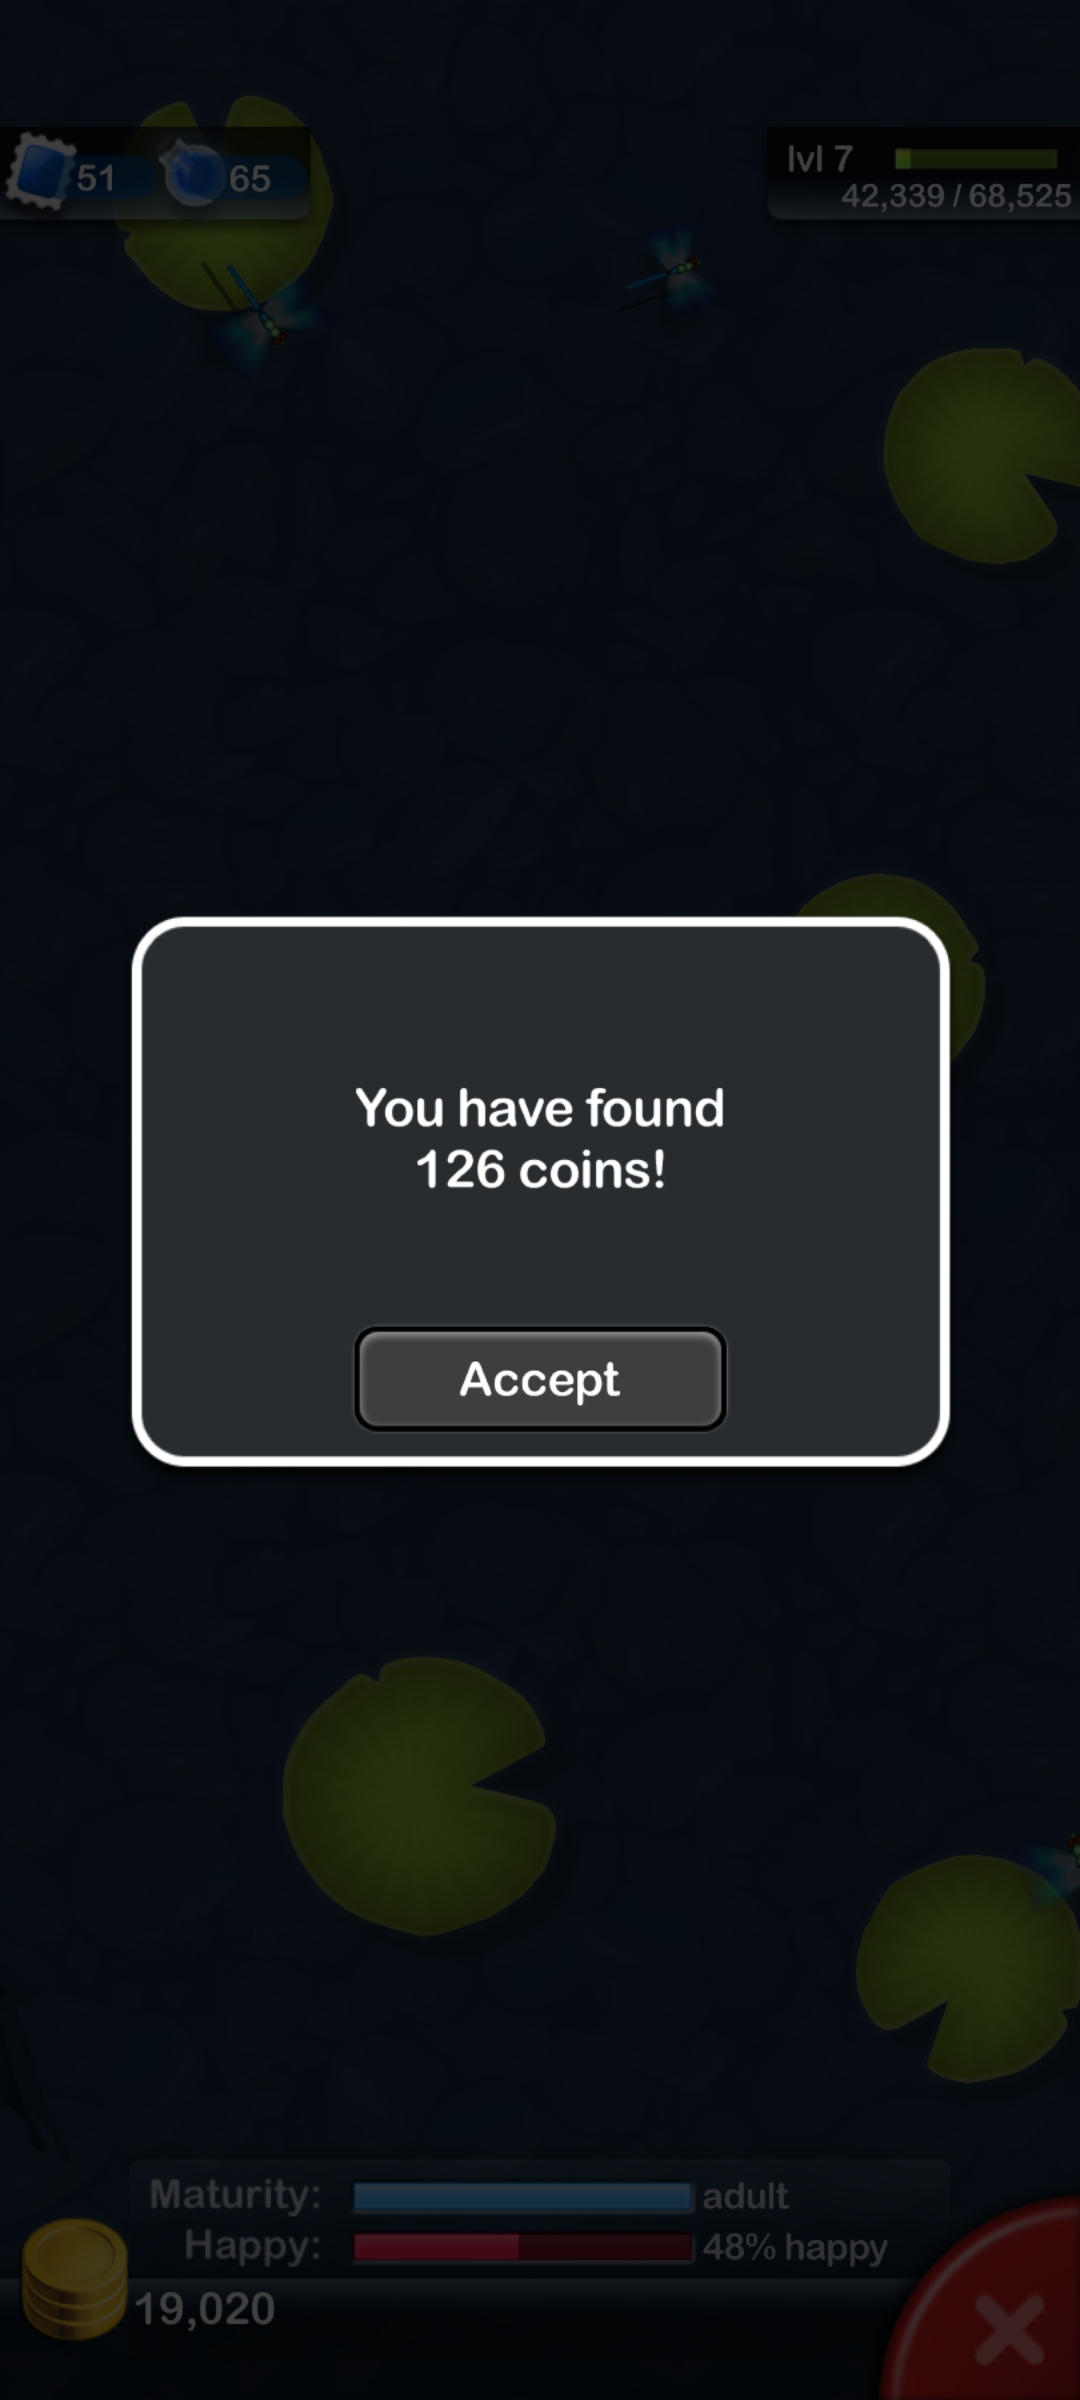 51 65
lvl 7
42,339 / 68,525
You have found
126 coins!
Accept
Maturity: adult
Happy: 48% happy
19,020